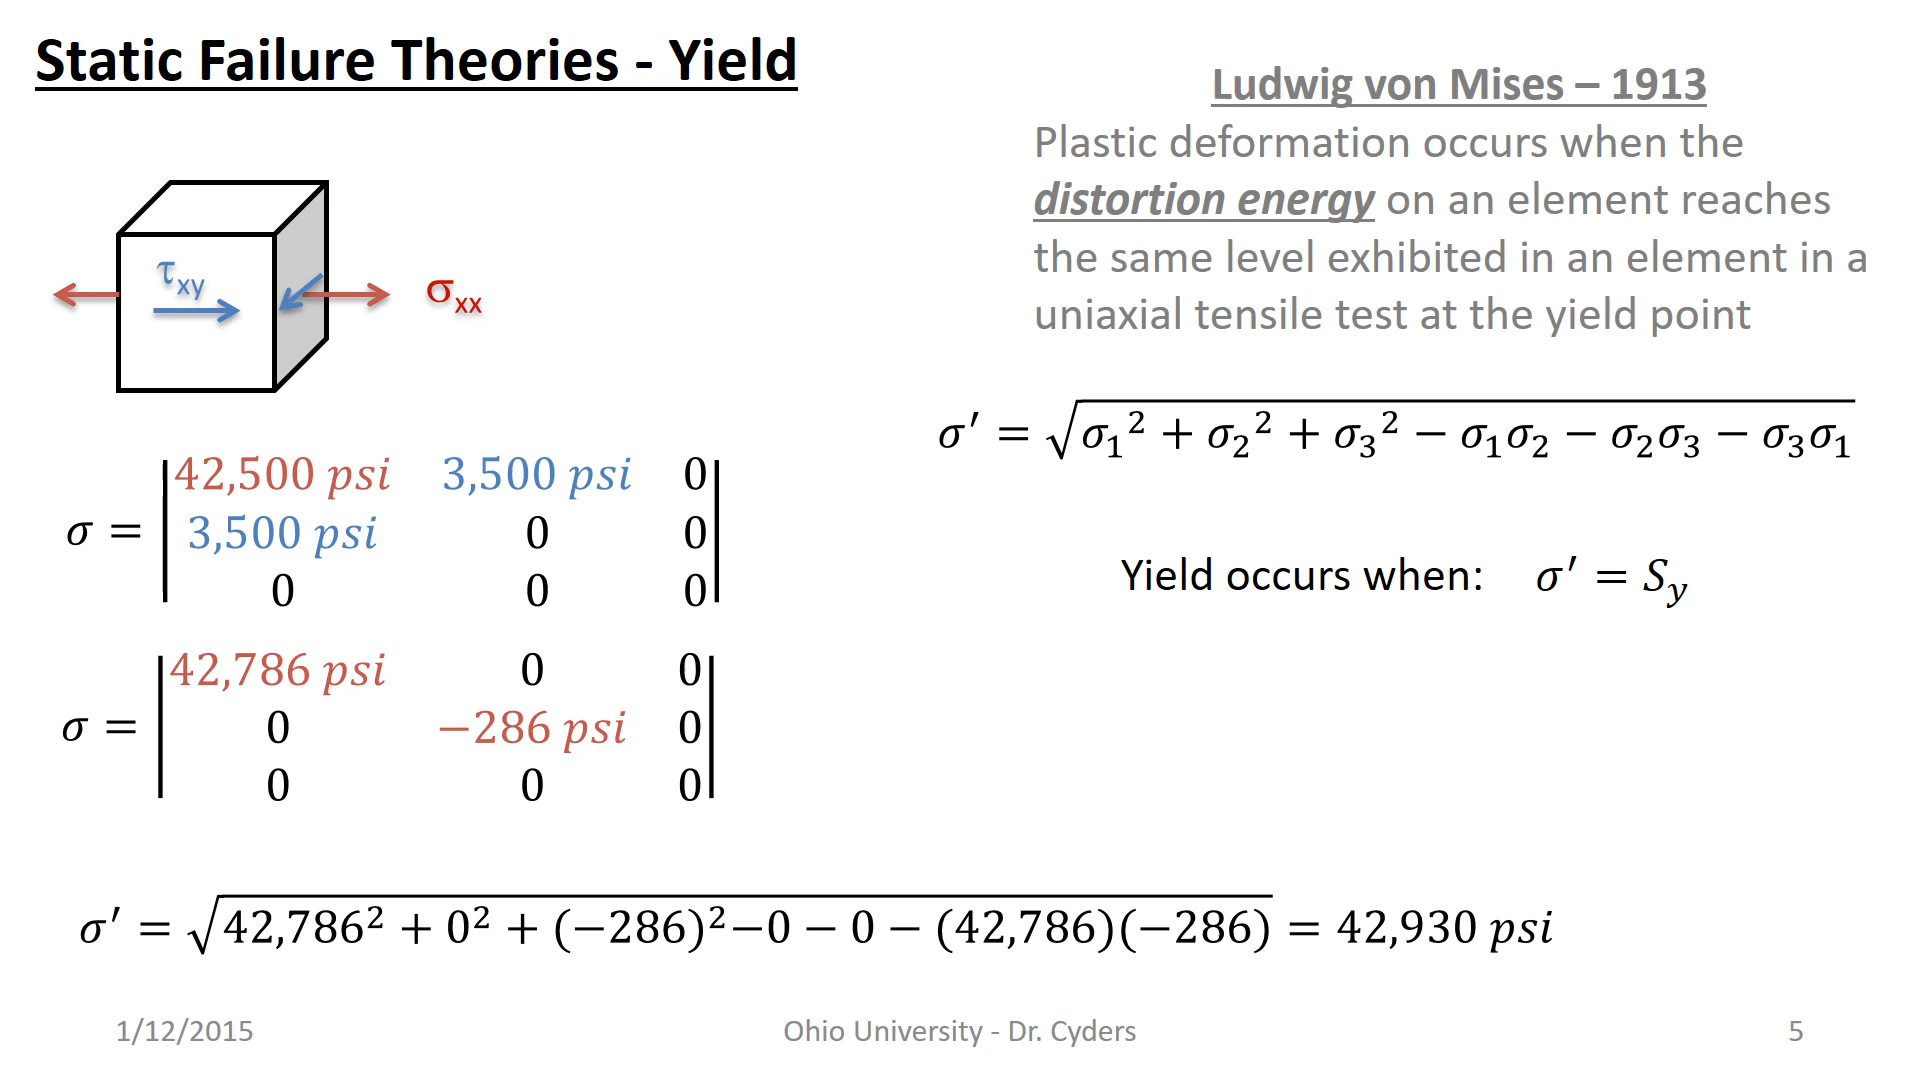 Static Failure Theories - Yield
Ludwig von Mises – 1913
Plastic deformation occurs when the
distortion energy on an element reaches
the same level exhibited in an element in a
uniaxial tensile test at the yield point
τxy
σxx
σ′ = √(σ₁² + σ₂² + σ₃² − σ₁σ₂ − σ₂σ₃ − σ₃σ₁)
σ = |42,500 psi 3,500 psi 0|
|3,500 psi 0 0|
|0 0 0|
Yield occurs when: σ′ = Sy
σ = |42,786 psi 0 0|
|0 −286 psi 0|
|0 0 0|
σ′ = √(42,786² + 0² + (−286)²−0 − 0 − (42,786)(−286)) = 42,930 psi
1/12/2015
Ohio University - Dr. Cyders
5